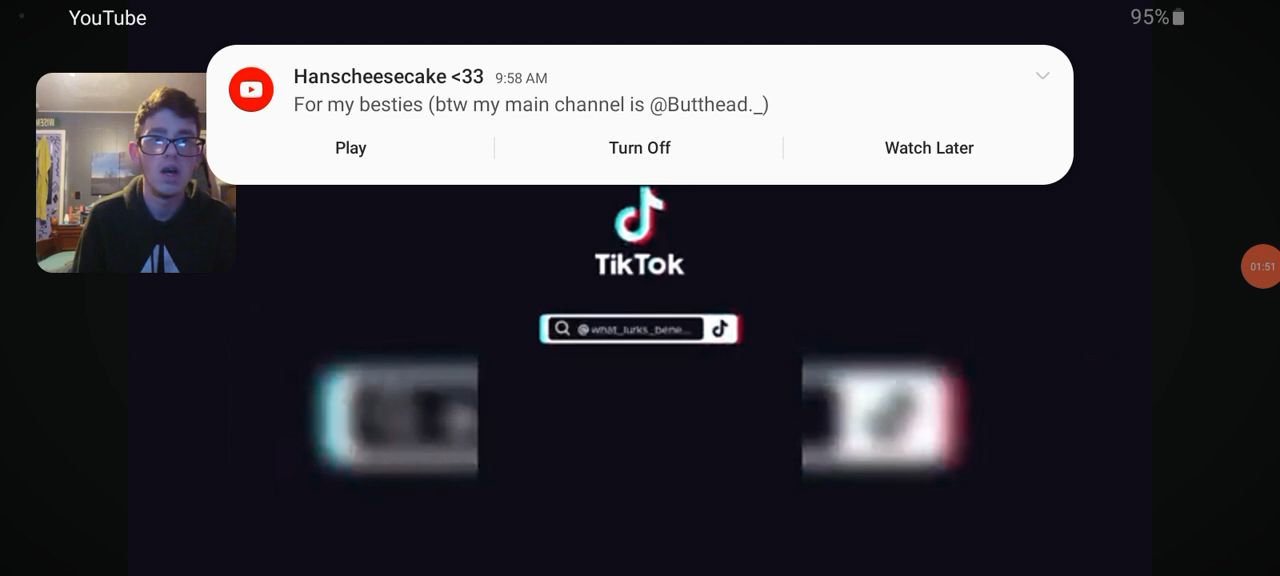 YouTube
95%
Hanscheesecake <33 9:58 AM
For my besties (btw my main channel is @Butthead._)
Play
Turn Off
Watch Later
TikTok
@what_lurks_bene...
01:51